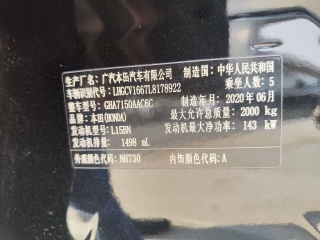 生产厂名：广汽本田汽车有限公司 制造国：中华人民共和国
车辆识别代号：LHGCV1667L8178922 乘坐人数：5
整车型号：GHA7150AAC6C 制造年月：2020年06月
品牌：本田(HONDA) 最大允许总质量：2000 kg
发动机型号：L15BN 发动机最大净功率：143 kW
发动机排量：1498 mL
外观颜色代码：NH730 内饰颜色代码：A